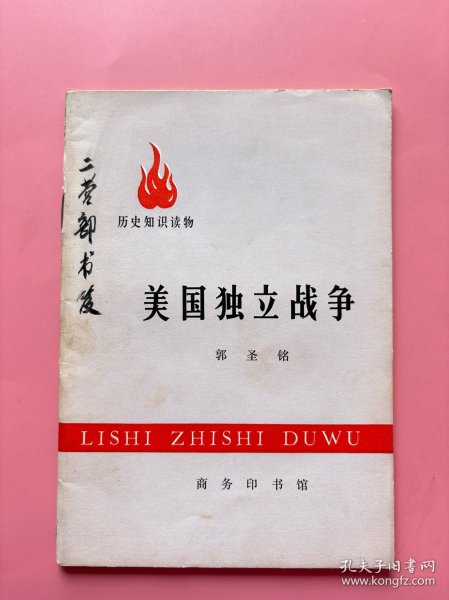 二营部书
历史知识读物
美国独立战争
郭圣铭
LISHI ZHISHI DUWU
商务印书馆
孔夫子旧书网
www.kongfz.com